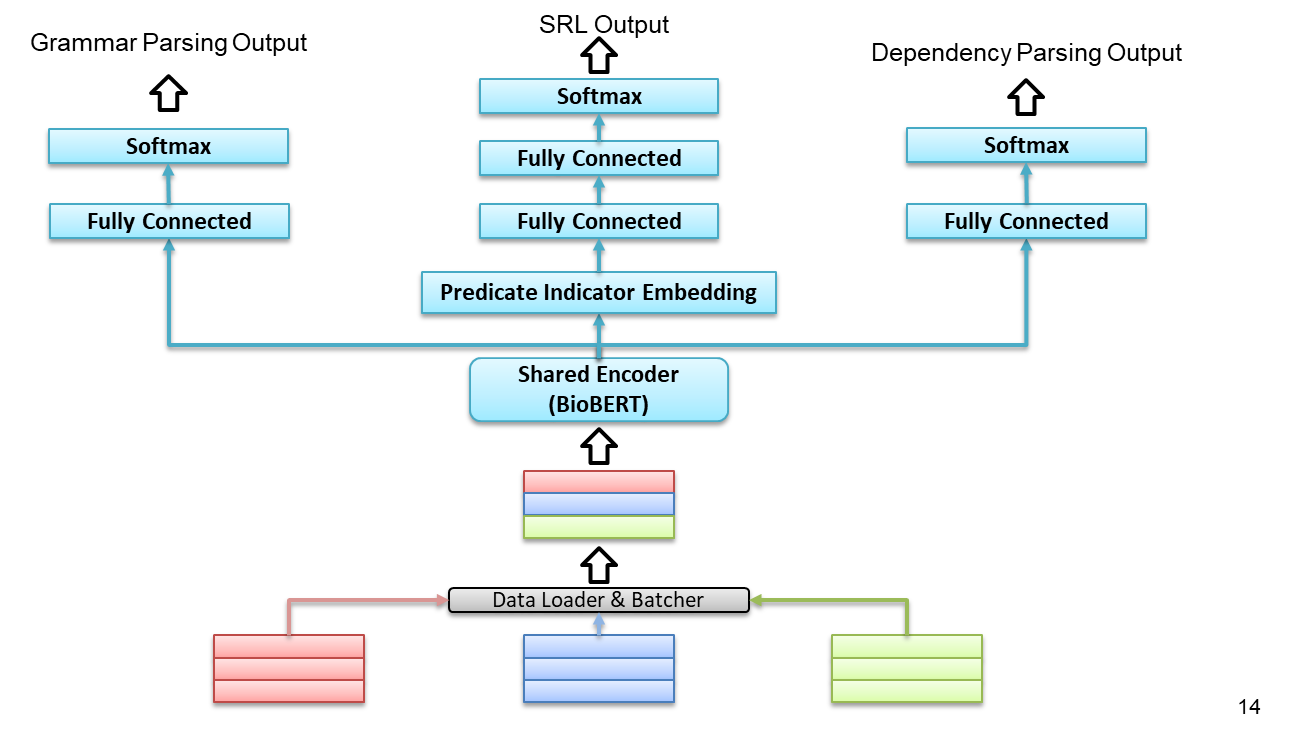 SRL Output
Grammar Parsing Output
Dependency Parsing Output
Softmax
Softmax
Softmax
Fully Connected
Fully Connected
Fully Connected
Fully Connected
Predicate Indicator Embedding
Shared Encoder
(BioBERT)
Data Loader & Batcher
14